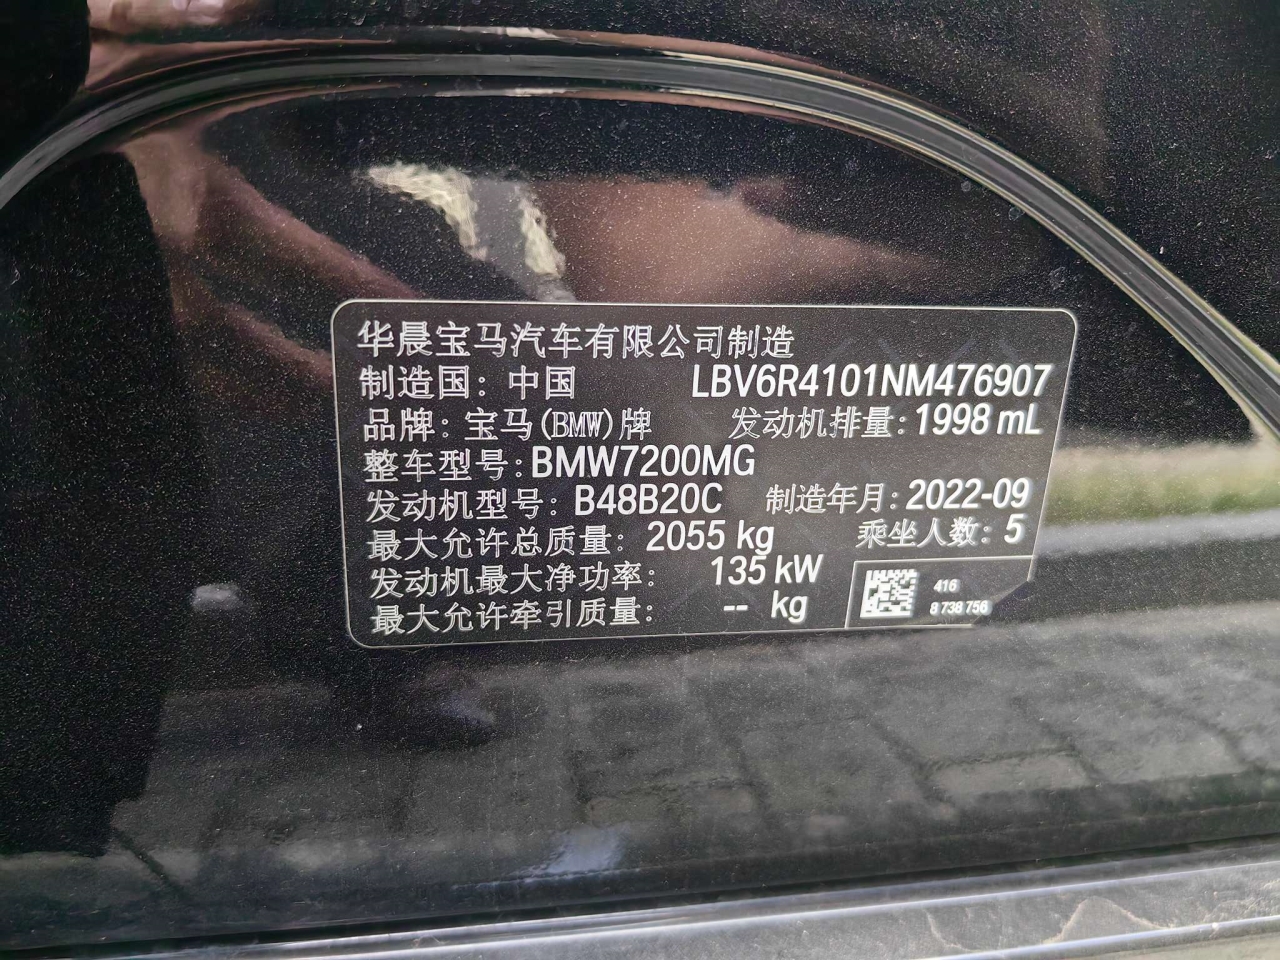 华晨宝马汽车有限公司制造
制造国：中国 LBV6R4101NM476907
品牌：宝马(BMW)牌 发动机排量：1998 mL
整车型号：BMW7200MG
发动机型号：B48B20C 制造年月：2022-09
最大允许总质量：2055 kg 乘坐人数：5
发动机最大净功率：135 kW
最大允许牵引质量：-- kg
416
8 738 756